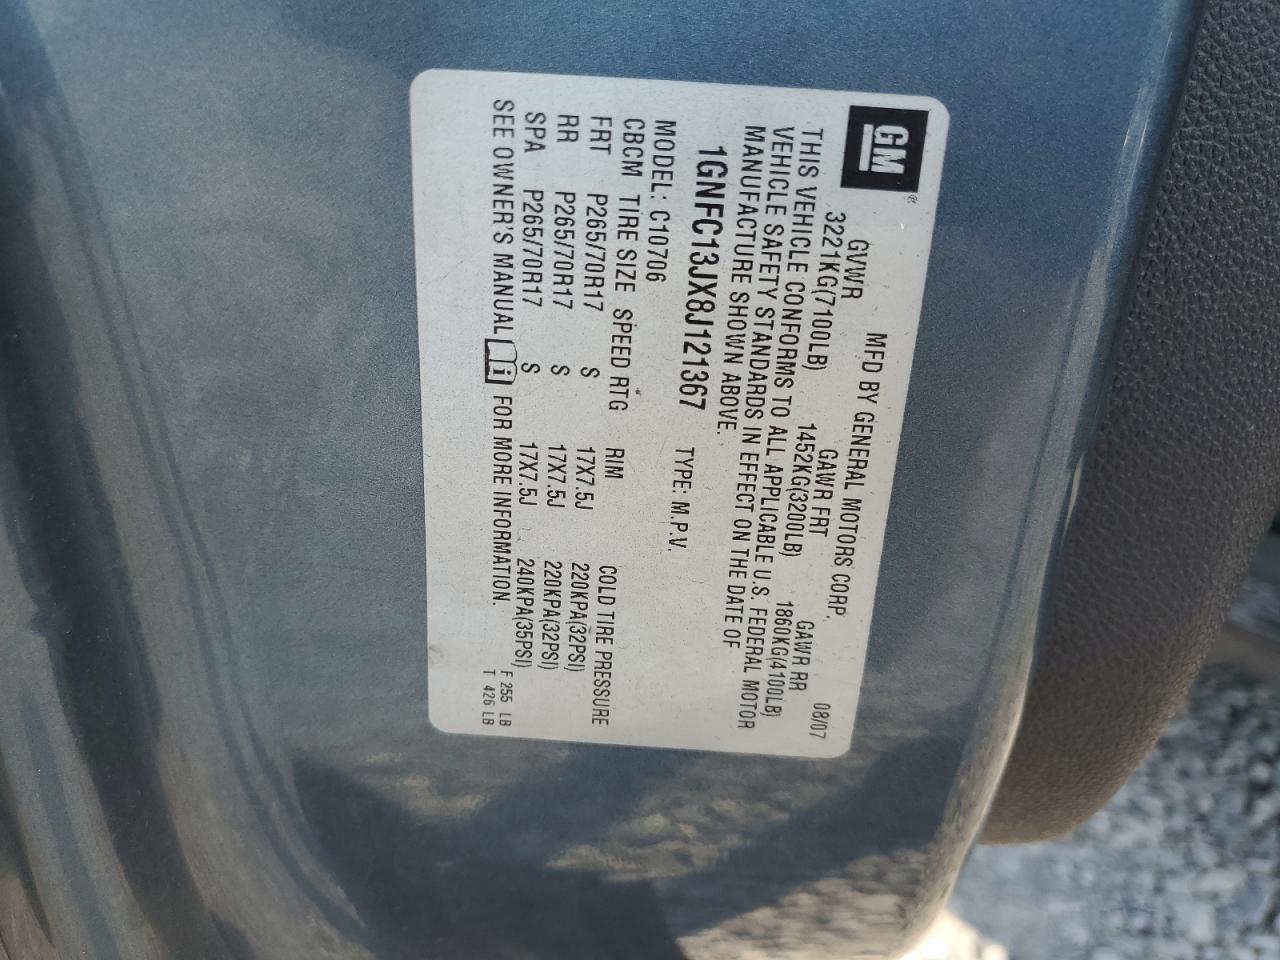 GM
MFD BY GENERAL MOTORS CORP. 08/07
GVWR GAWR FRT GAWR RR
3221KG(7100LB) 1452KG(3200LB) 1860KG(4100LB)
THIS VEHICLE CONFORMS TO ALL APPLICABLE U.S. FEDERAL MOTOR
VEHICLE SAFETY STANDARDS IN EFFECT ON THE DATE OF
MANUFACTURE SHOWN ABOVE.
1GNFC13JX8J121367 TYPE: M.P.V.
MODEL: C10706
CBCM TIRE SIZE SPEED RTG RIM COLD TIRE PRESSURE
FRT P265/70R17 S 17X7.5J 220KPA(32PSI)
RR P265/70R17 S 17X7.5J 220KPA(32PSI)
SPA P265/70R17 S 17X7.5J 240KPA(35PSI)
SEE OWNER'S MANUAL i FOR MORE INFORMATION.
F 255 LB
T 426 LB